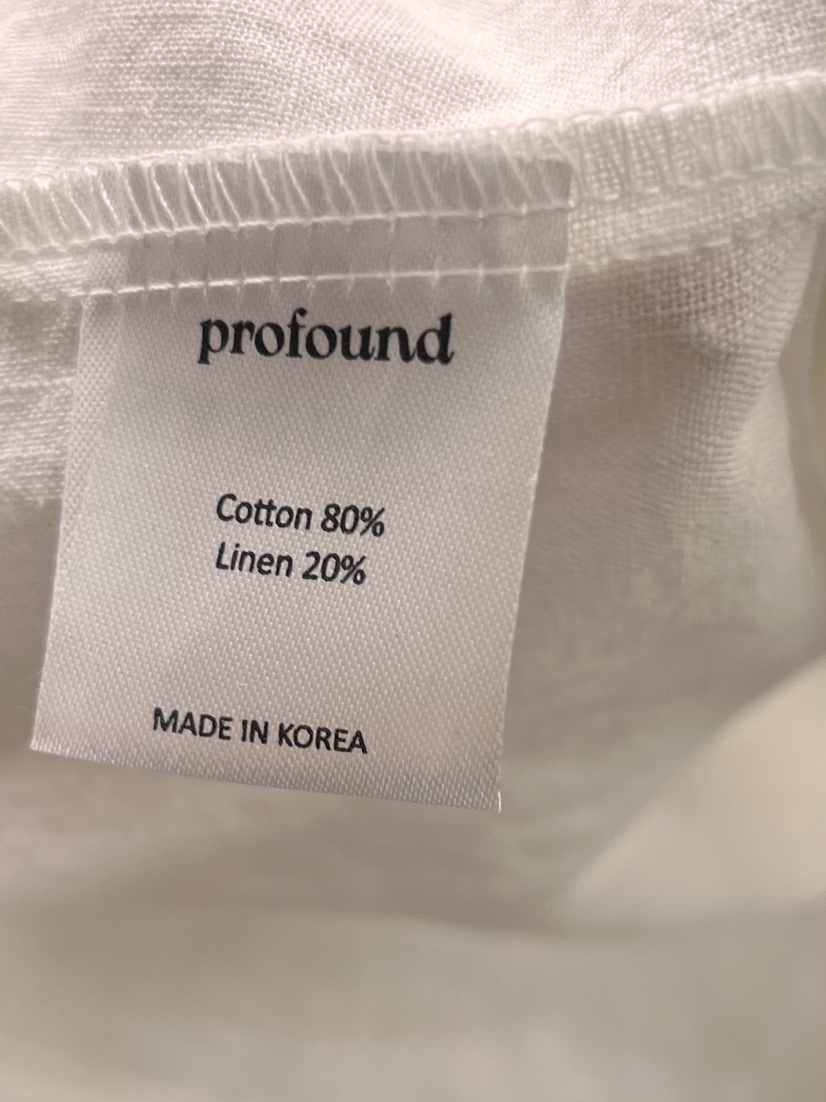 profound
Cotton 80%
Linen 20%
MADE IN KOREA